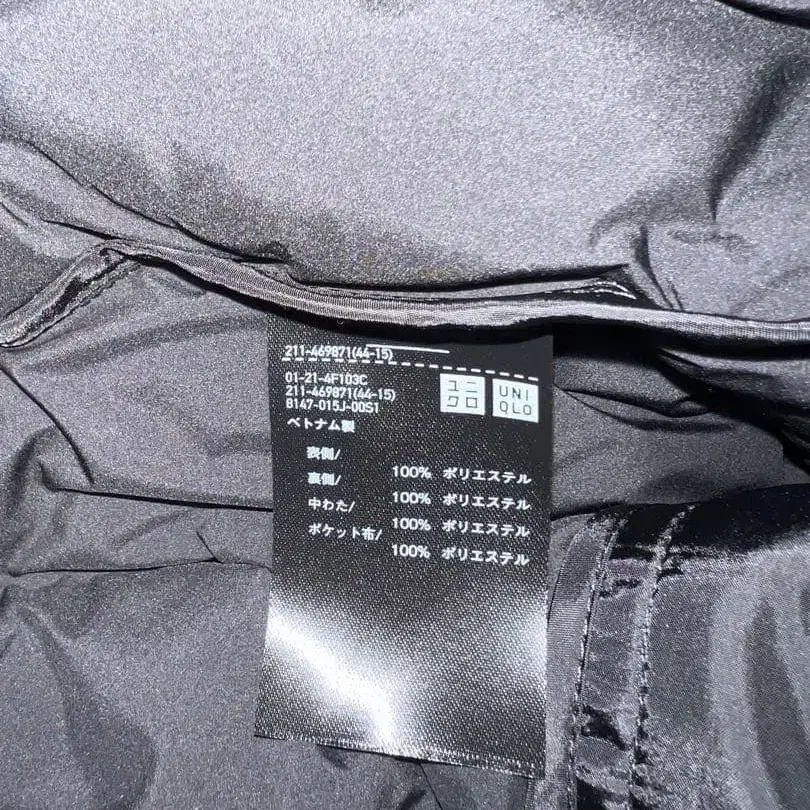 211-469871(44-15)
01-21-4F103C
211-469871(44-15)
8147-015J-00S1
ユニ
クロ
UNI
QLO
ベトナム製
表側/
100% ポリエステル
裏側/
100% ポリエステル
中わた/
100% ポリエステル
ポケット布/
100% ポリエステル